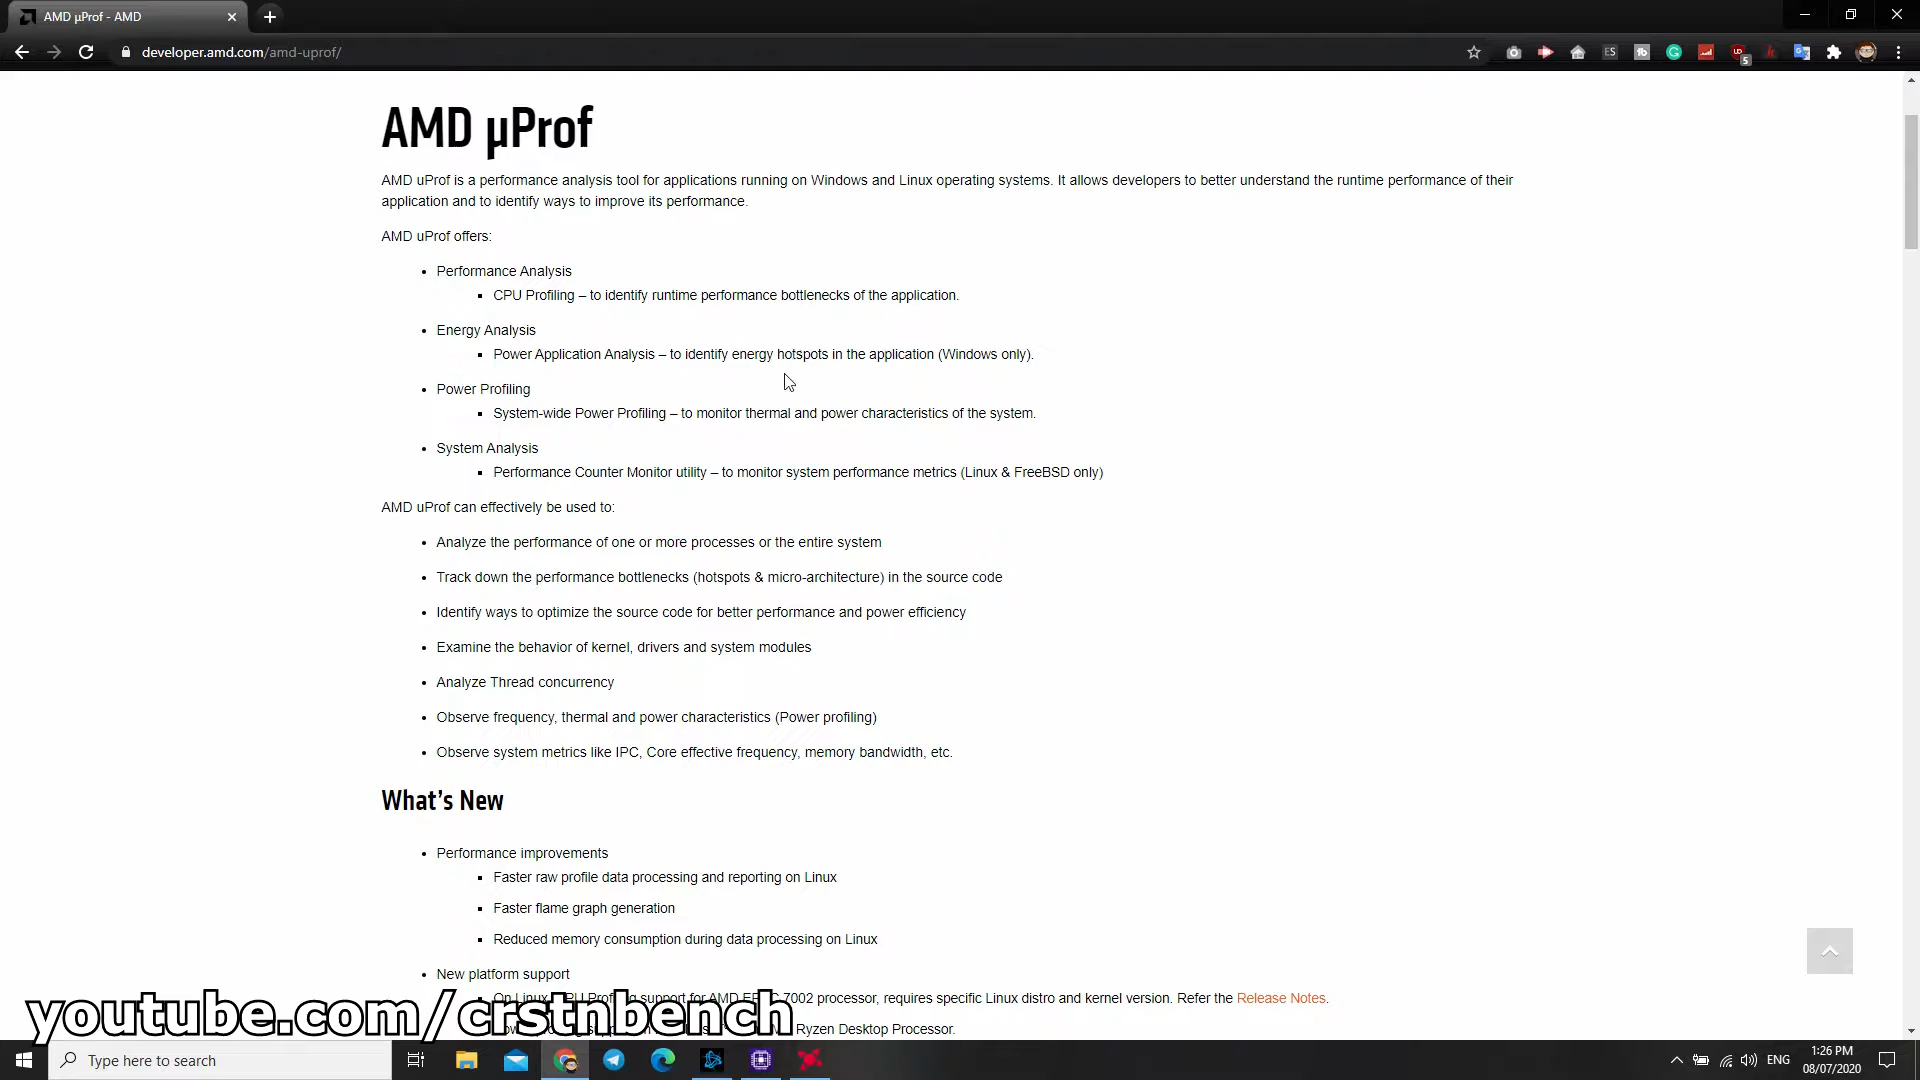 AMD µProf - AMD
developer.amd.com/amd-uprof/
ES
5
AMD µProf
AMD uProf is a performance analysis tool for applications running on Windows and Linux operating systems. It allows developers to better understand the runtime performance of their
application and to identify ways to improve its performance.
AMD uProf offers:
Performance Analysis
CPU Profiling – to identify runtime performance bottlenecks of the application.
Energy Analysis
Power Application Analysis – to identify energy hotspots in the application (Windows only).
Power Profiling
System-wide Power Profiling – to monitor thermal and power characteristics of the system.
System Analysis
Performance Counter Monitor utility – to monitor system performance metrics (Linux & FreeBSD only)
AMD uProf can effectively be used to:
Analyze the performance of one or more processes or the entire system
Track down the performance bottlenecks (hotspots & micro-architecture) in the source code
Identify ways to optimize the source code for better performance and power efficiency
Examine the behavior of kernel, drivers and system modules
Analyze Thread concurrency
Observe frequency, thermal and power characteristics (Power profiling)
Observe system metrics like IPC, Core effective frequency, memory bandwidth, etc.
What's New
Performance improvements
Faster raw profile data processing and reporting on Linux
Faster flame graph generation
Reduced memory consumption during data processing on Linux
New platform support
On Linux support for AMD 7002 processor, requires specific Linux distro and kernel version. Refer the Release Notes.
Ryzen Desktop Processor.
youtube.com/crstnbench
Type here to search
ENG
1:26 PM
08/07/2020